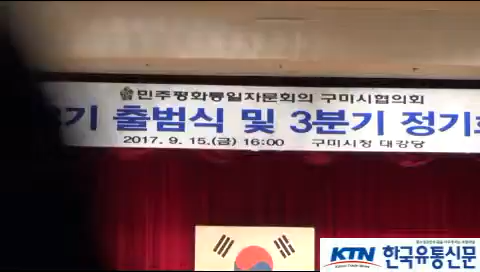 민주평화통일자문회의 구미시협의회
기 출범식 및 3분기 정기
2017. 9. 15.(금) 16:00 구미시청 대강당
KTN 한국유통신문